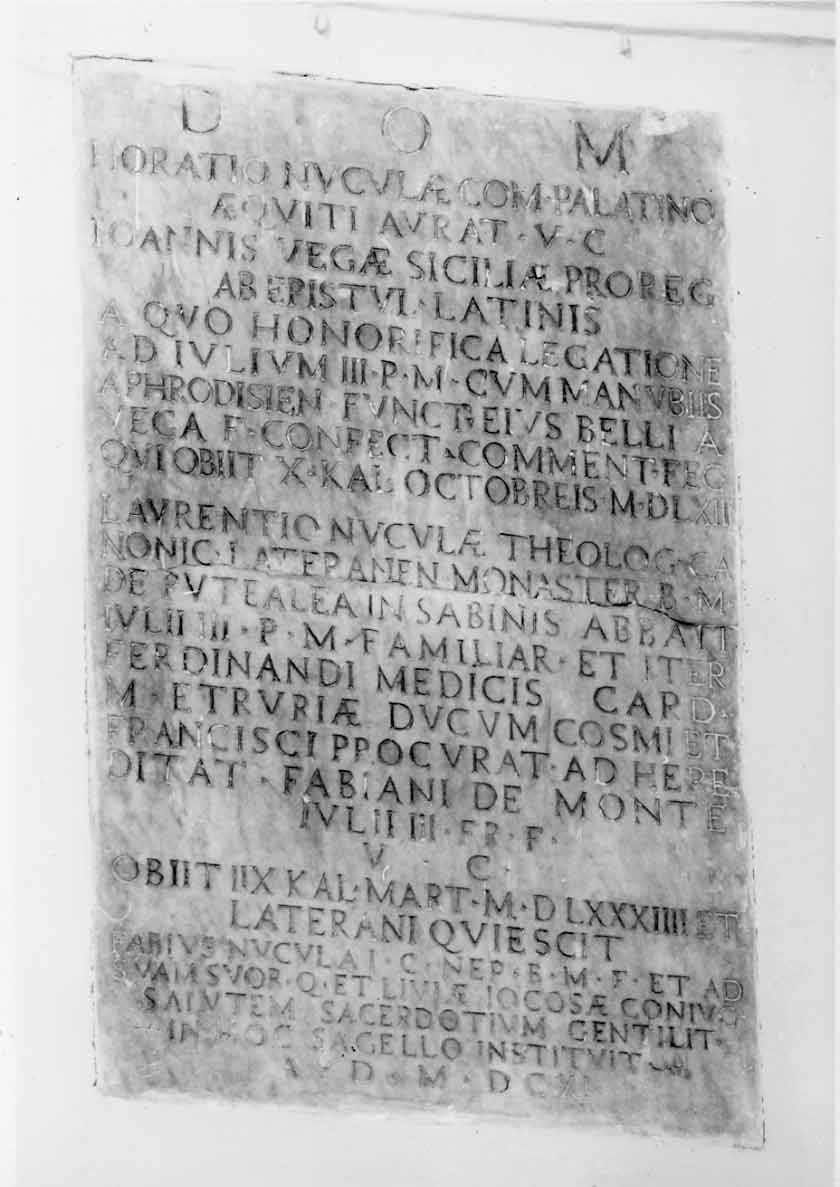 D O M
HORATIO NVCVLÆ COM·PALATINO
ÆQVITI AVRAT·V·C
IOANNIS VEGÆ SICILIÆ PROREG
AB EPISTVL·LATINIS
A QVO HONORIFICA LEGATIONE
AD IVLIVM III·P·M·CVM MANVBIIS
APHRODISIEN·FVNCT·EIVS BELLI A
VEGA F·CONFECT·COMMENT·FEC
QVI OBIIT X·KAL OCTOBREIS·M·DLXII
LAVRENTIO NVCVLÆ THEOLOG·CA
NONIC·LATERANEN MONASTER·B·M·
DE PVTEALEA IN SABINIS ABBATI
IVLII III·P·M·FAMILIAR·ET ITER
FERDINANDI MEDICIS CARD·
M·ETRVRIÆ DVCVM COSMI ET
FRANCISCI PROCVRAT·AD HERE
DITAT·FABIANI DE MONTE
IVLII III·FR·F·
V·C·
OBIIT IIX KAL·MART·M·DLXXXIIII ET
LATERANI QVIESCIT
FABIVS NVCVLA I·C·NEP·B·M·F·ET AD
SVAM SVOR·Q·ET LIVIÆ IOCOSÆ CONIVG
SALVTEM SACERDOTIVM GENTILIT·
IN HOC SACELLO INSTITVIT
A D·M·DCXI